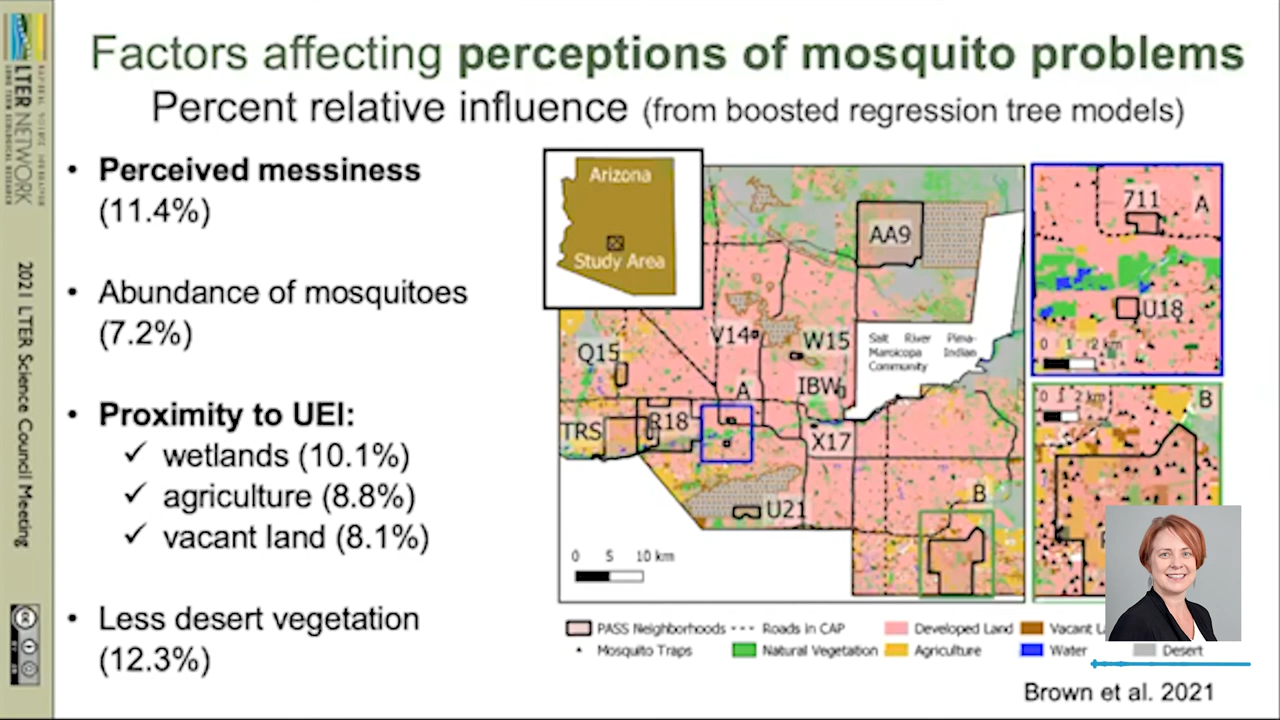 Factors affecting perceptions of mosquito problems
Percent relative influence (from boosted regression tree models)
• Perceived messiness
(11.4%)
• Abundance of mosquitoes
(7.2%)
• Proximity to UEI:
✓ wetlands (10.1%)
✓ agriculture (8.8%)
✓ vacant land (8.1%)
• Less desert vegetation
(12.3%)
Arizona
Study Area
AA9
V14
W15
Salt River Pima-
Maroicopa Indian
Community
Q15
IBW
A
R18
TRS
X17
B
U21
0 5 10 km
711
A
U18
0 1 2 km
0 1 2 km
B
PASS Neighborhoods
Roads in CAP
Developed Land
Vacant
Mosquito Traps
Natural Vegetation
Agriculture
Water
Desert
Brown et al. 2021
LTER NETWORK
LONG TERM ECOLOGICAL RESEARCH
2021 LTER Science Council Meeting